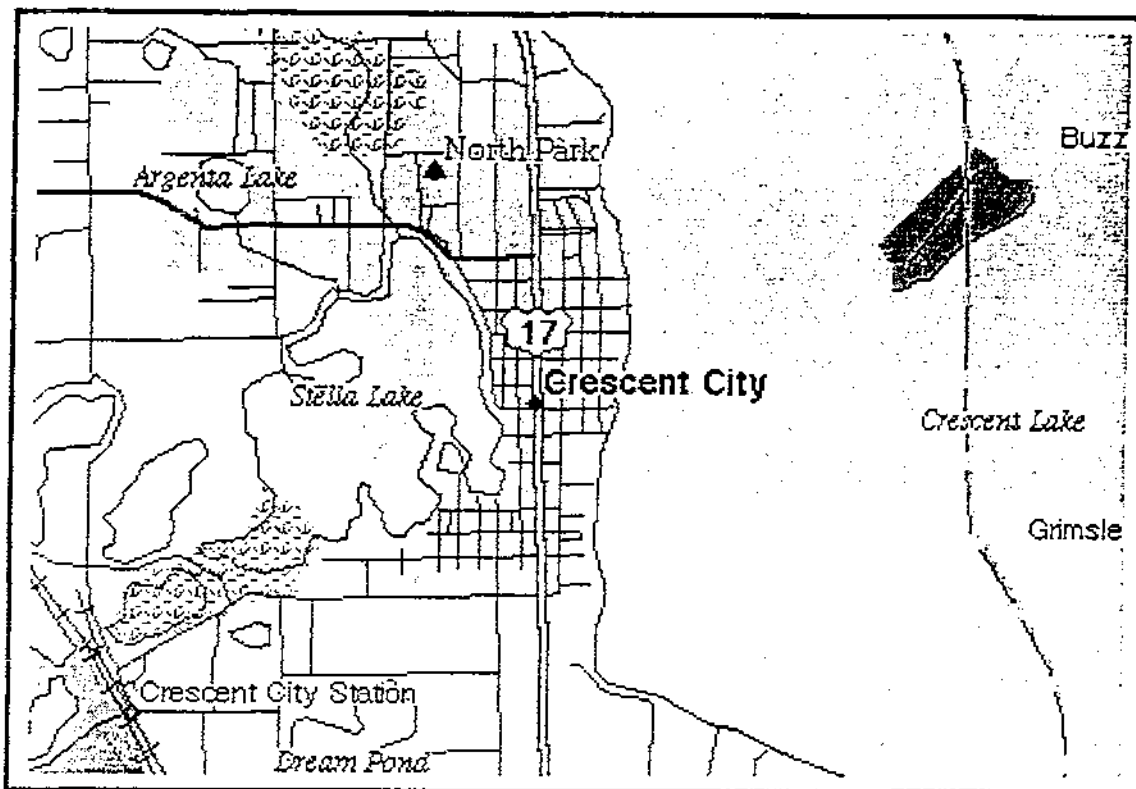 Buzz
North Park
Argenta Lake
17
Crescent City
Stella Lake
Crescent Lake
Grimsle
Crescent City Station
Dream Pond